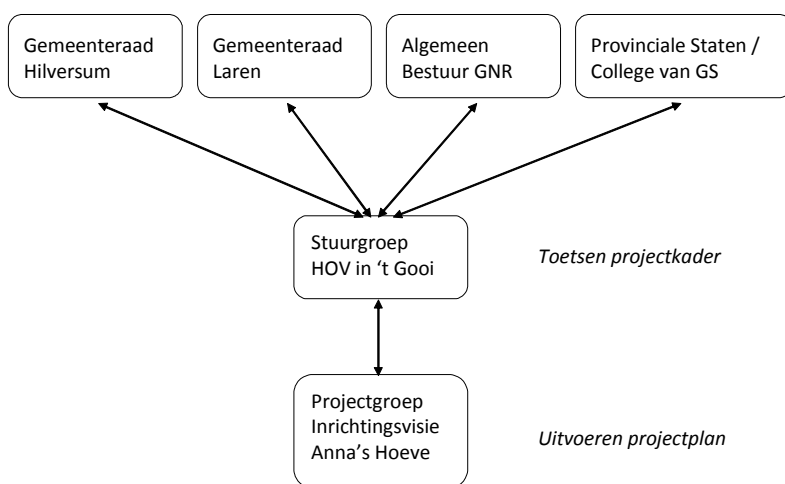 Gemeenteraad
Hilversum
Gemeenteraad
Laren
Algemeen
Bestuur GNR
Provinciale Staten /
College van GS
Stuurgroep
HOV in ‘t Gooi
Toetsen projectkader
Projectgroep
Inrichtingsvisie
Anna’s Hoeve
Uitvoeren projectplan